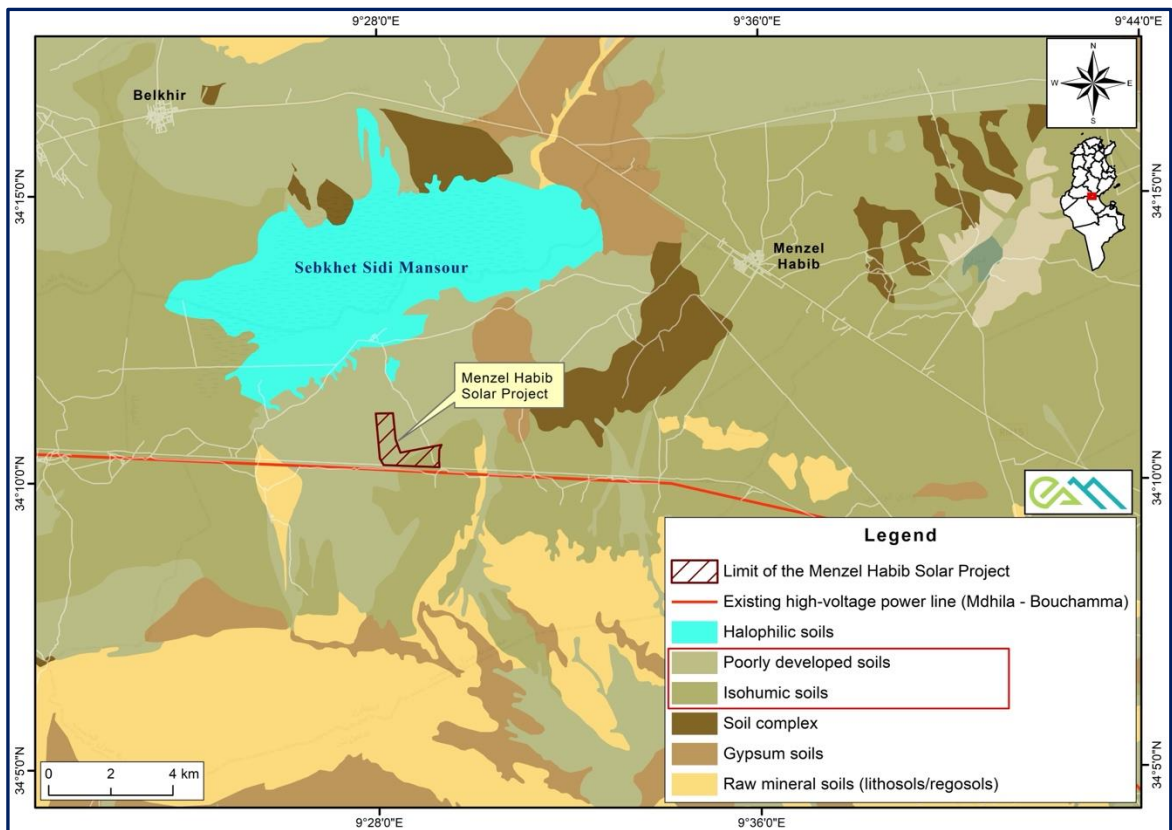 9°28'0"E
9°36'0"E
9°44'0"E
N
W
E
S
Belkhir
34°15'0"N
34°15'0"N
Sebkhet Sidi Mansour
Menzel
Habib
Menzel Habib
Solar Project
34°10'0"N
34°10'0"N
Legend
Limit of the Menzel Habib Solar Project
Existing high-voltage power line (Mdhila - Bouchamma)
Halophilic soils
Poorly developed soils
Isohumic soils
Soil complex
Gypsum soils
Raw mineral soils (lithosols/regosols)
34°5'0"N
34°5'0"N
0 2 4 km
9°28'0"E
9°36'0"E